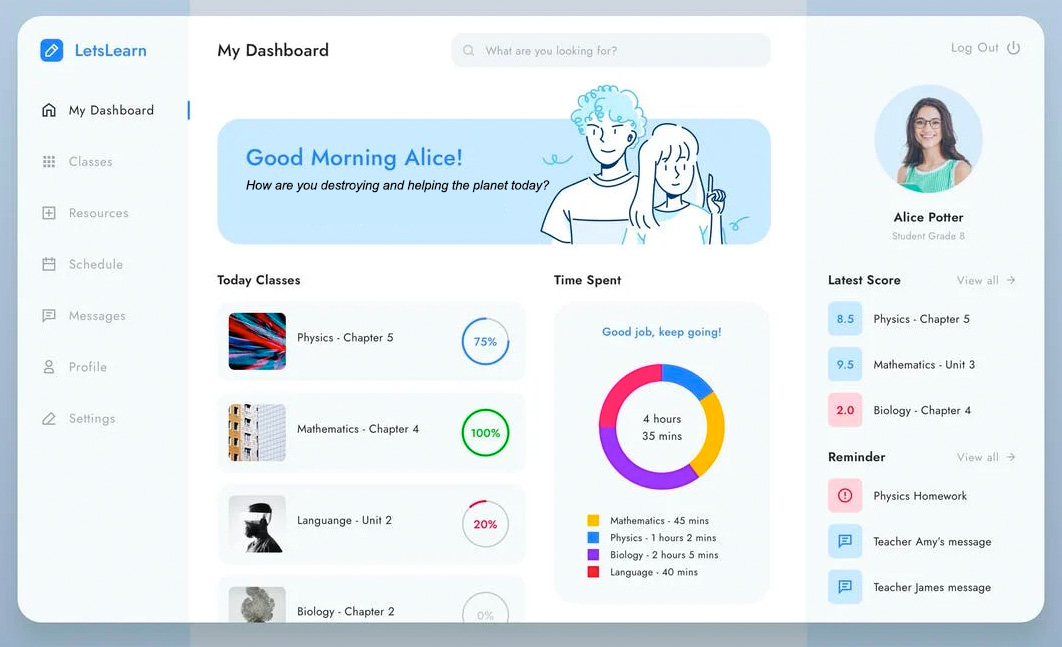 LetsLearn
My Dashboard
Classes
Resources
Schedule
Messages
Profile
Settings
My Dashboard
What are you looking for?
Good Morning Alice!
How are you destroying and helping the planet today?
Today Classes
Physics - Chapter 5
75%
Mathematics - Chapter 4
100%
Languange - Unit 2
20%
Biology - Chapter 2
0%
Time Spent
Good job, keep going!
4 hours
35 mins
Mathematics - 45 mins
Physics - 1 hours 2 mins
Biology - 2 hours 5 mins
Language - 40 mins
Log Out
Alice Potter
Student Grade 8
Latest Score
View all
8.5
Physics - Chapter 5
9.5
Mathematics - Unit 3
2.0
Biology - Chapter 4
Reminder
View all
Physics Homework
Teacher Amy's message
Teacher James message